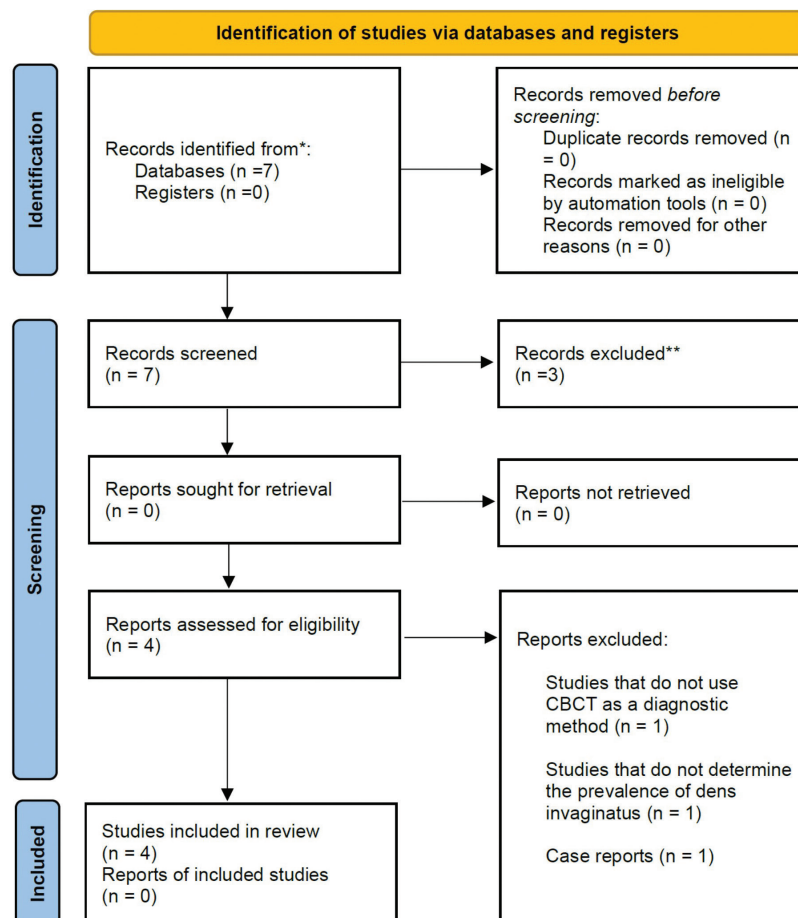 Identification of studies via databases and registers
Identification
Records identified from*:
Databases (n =7)
Registers (n =0)
Records removed before
screening:
Duplicate records removed (n
= 0)
Records marked as ineligible
by automation tools (n = 0)
Records removed for other
reasons (n = 0)
Screening
Records screened
(n = 7)
Records excluded**
(n =3)
Reports sought for retrieval
(n = 0)
Reports not retrieved
(n = 0)
Reports assessed for eligibility
(n = 4)
Reports excluded:
Studies that do not use
CBCT as a diagnostic
method (n = 1)
Studies that do not determine
the prevalence of dens
invaginatus (n = 1)
Case reports (n = 1)
Included
Studies included in review
(n = 4)
Reports of included studies
(n = 0)